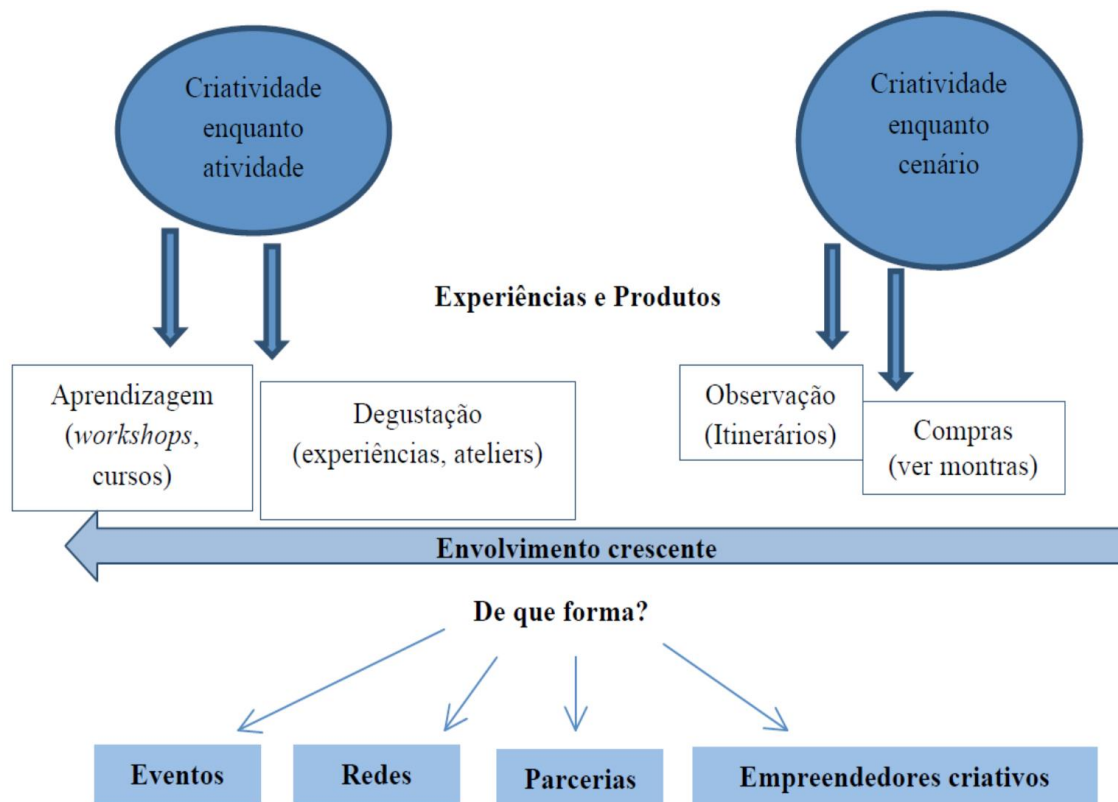 Criatividade
enquanto
atividade
Criatividade
enquanto
cenário
Experiências e Produtos
Aprendizagem
(workshops,
cursos)
Degustação
(experiências, ateliers)
Observação
(Itinerários)
Compras
(ver montras)
Envolvimento crescente
De que forma?
Eventos
Redes
Parcerias
Empreendedores criativos